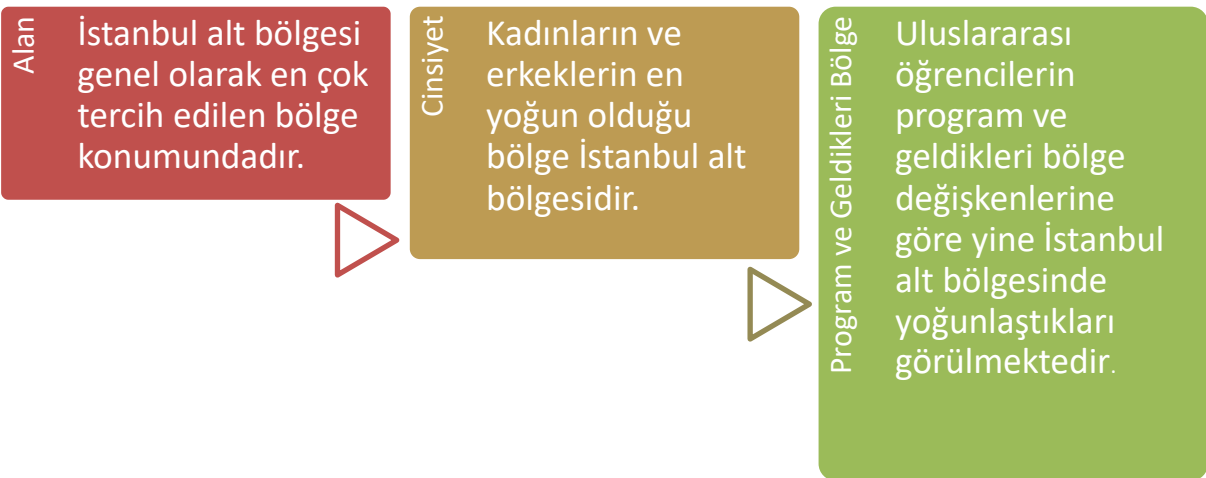 Alan
İstanbul alt bölgesi
genel olarak en çok
tercih edilen bölge
konumundadır.
Cinsiyet
Kadınların ve
erkeklerin en
yoğun olduğu
bölge İstanbul alt
bölgesidir.
Program ve Geldikleri Bölge
Uluslararası
öğrencilerin
program ve
geldikleri bölge
değişkenlerine
göre yine İstanbul
alt bölgesinde
yoğunlaştıkları
görülmektedir.